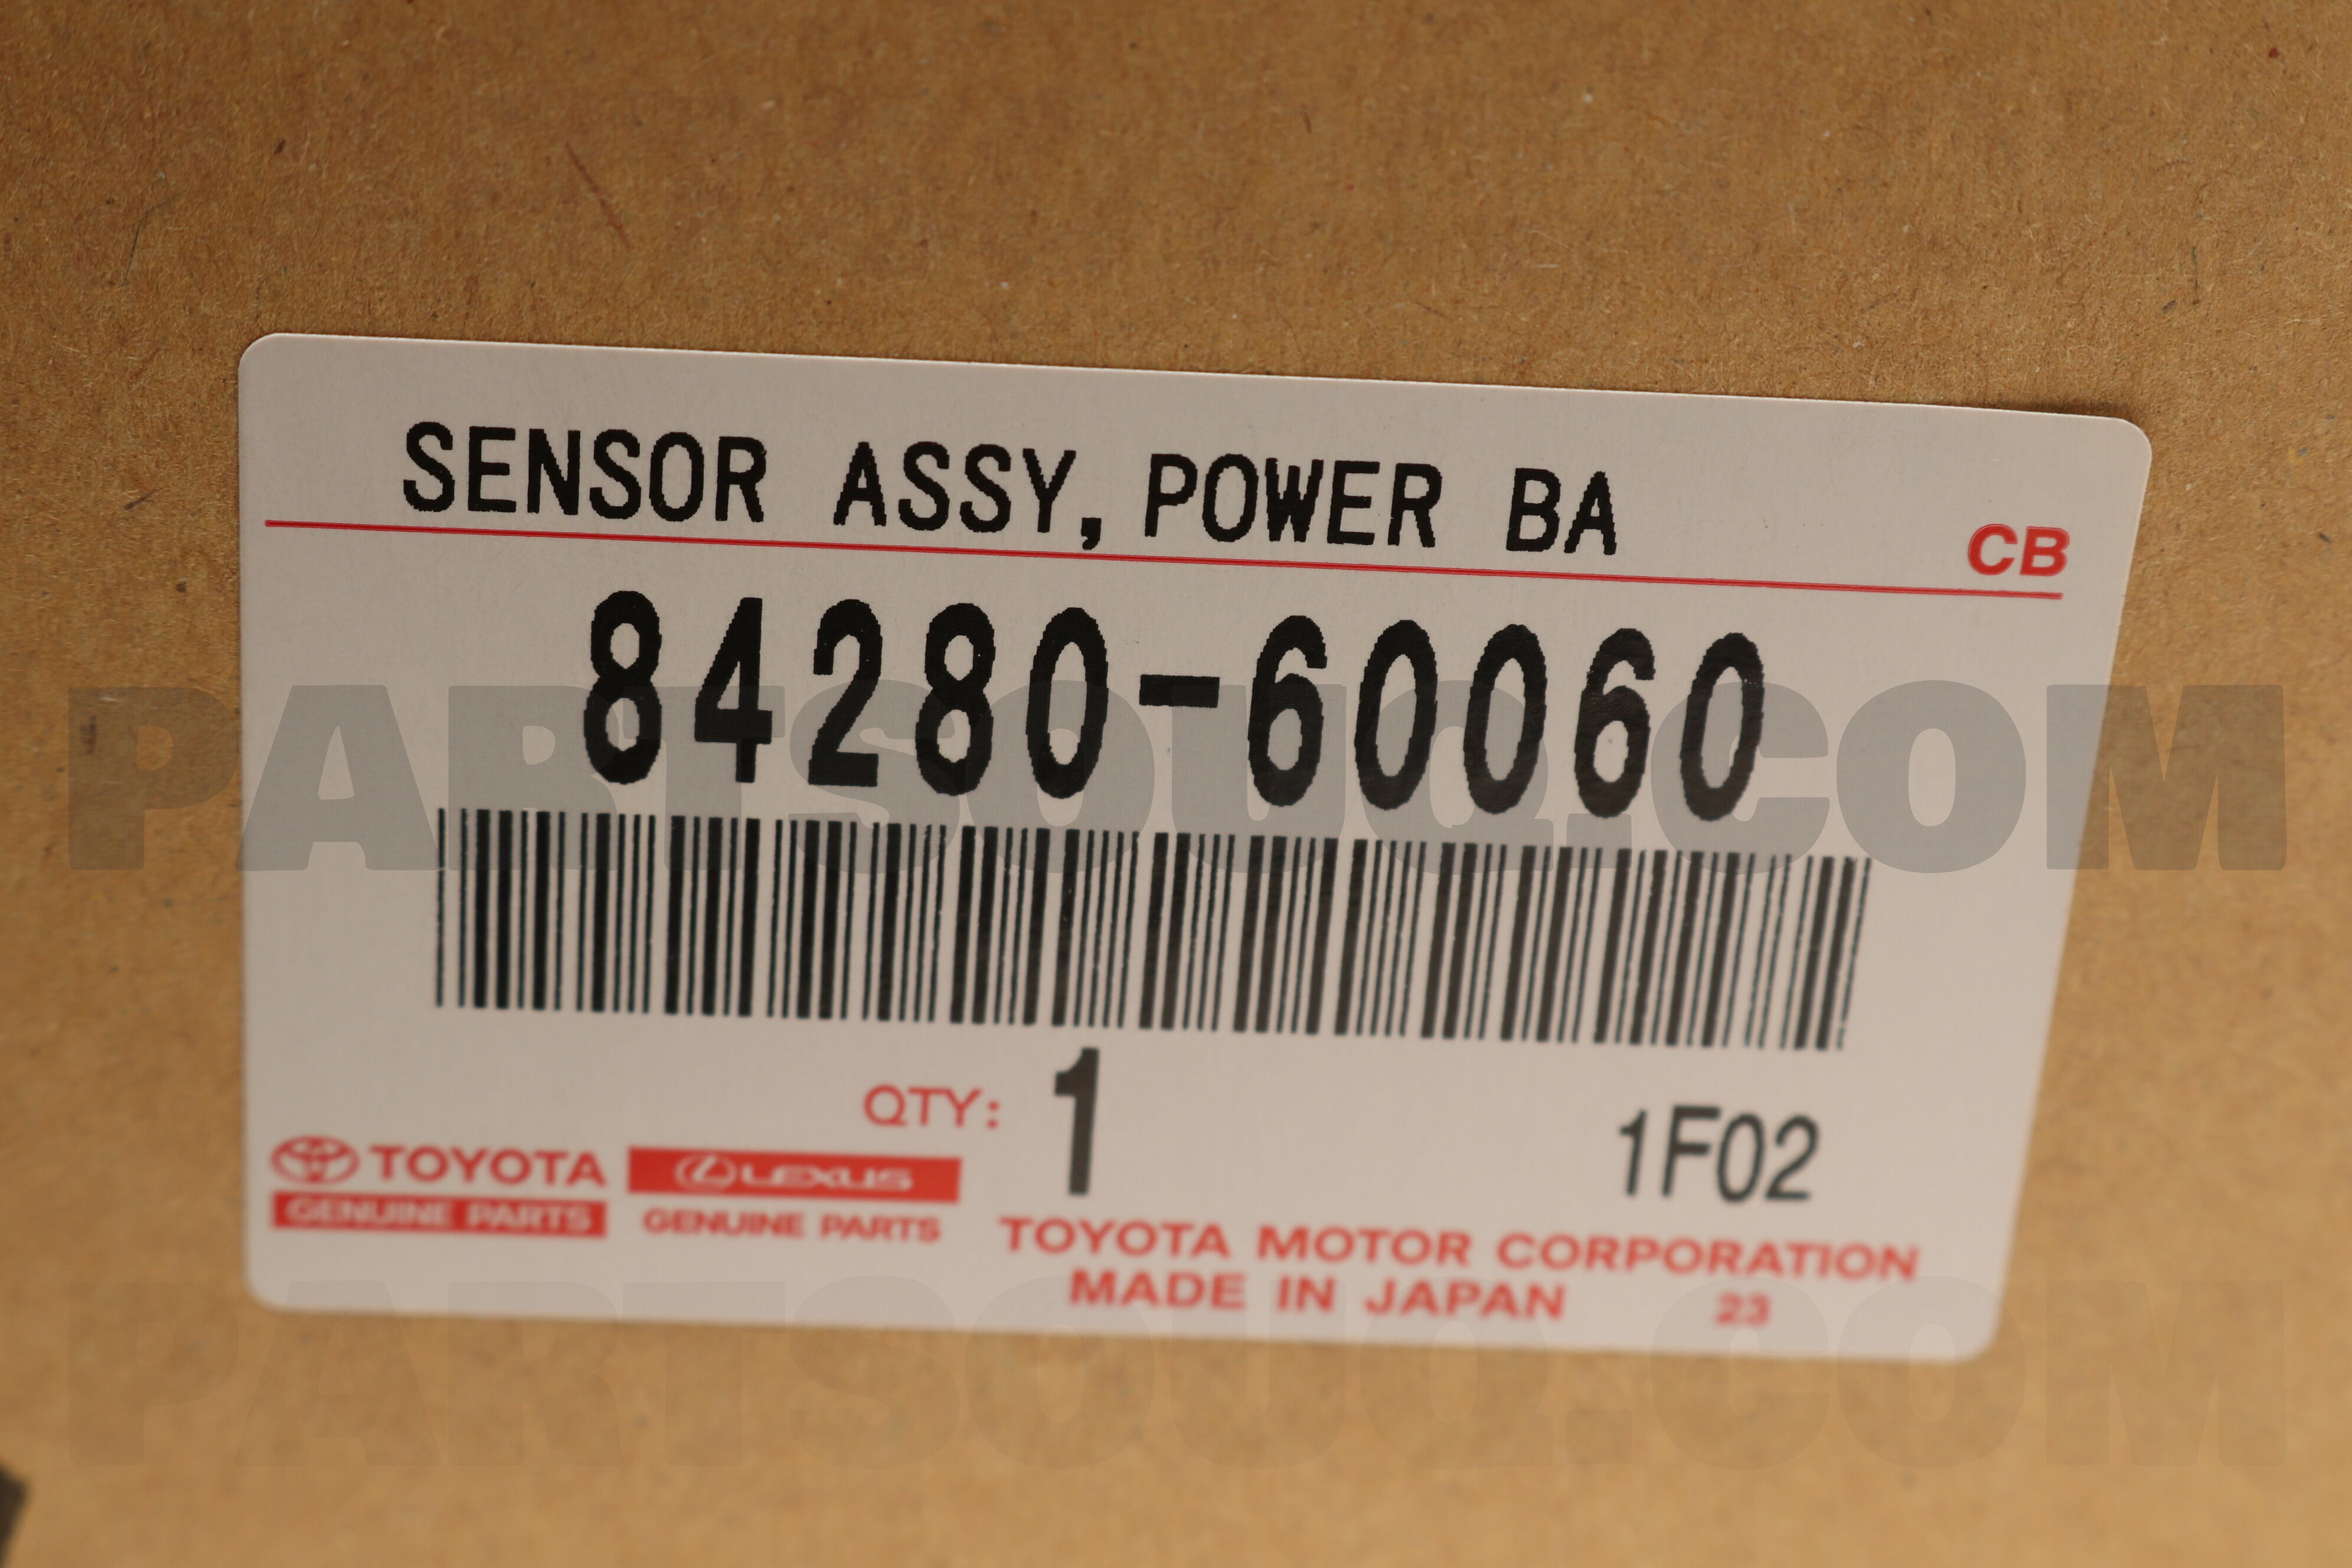 SENSOR ASSY, POWER BA
CB
84280-60060
PARTSOUQ.COM
QTY: 1
1F02
TOYOTA
GENUINE PARTS
LEXUS
GENUINE PARTS
TOYOTA MOTOR CORPORATION
MADE IN JAPAN 23
PARTSOUQ.COM